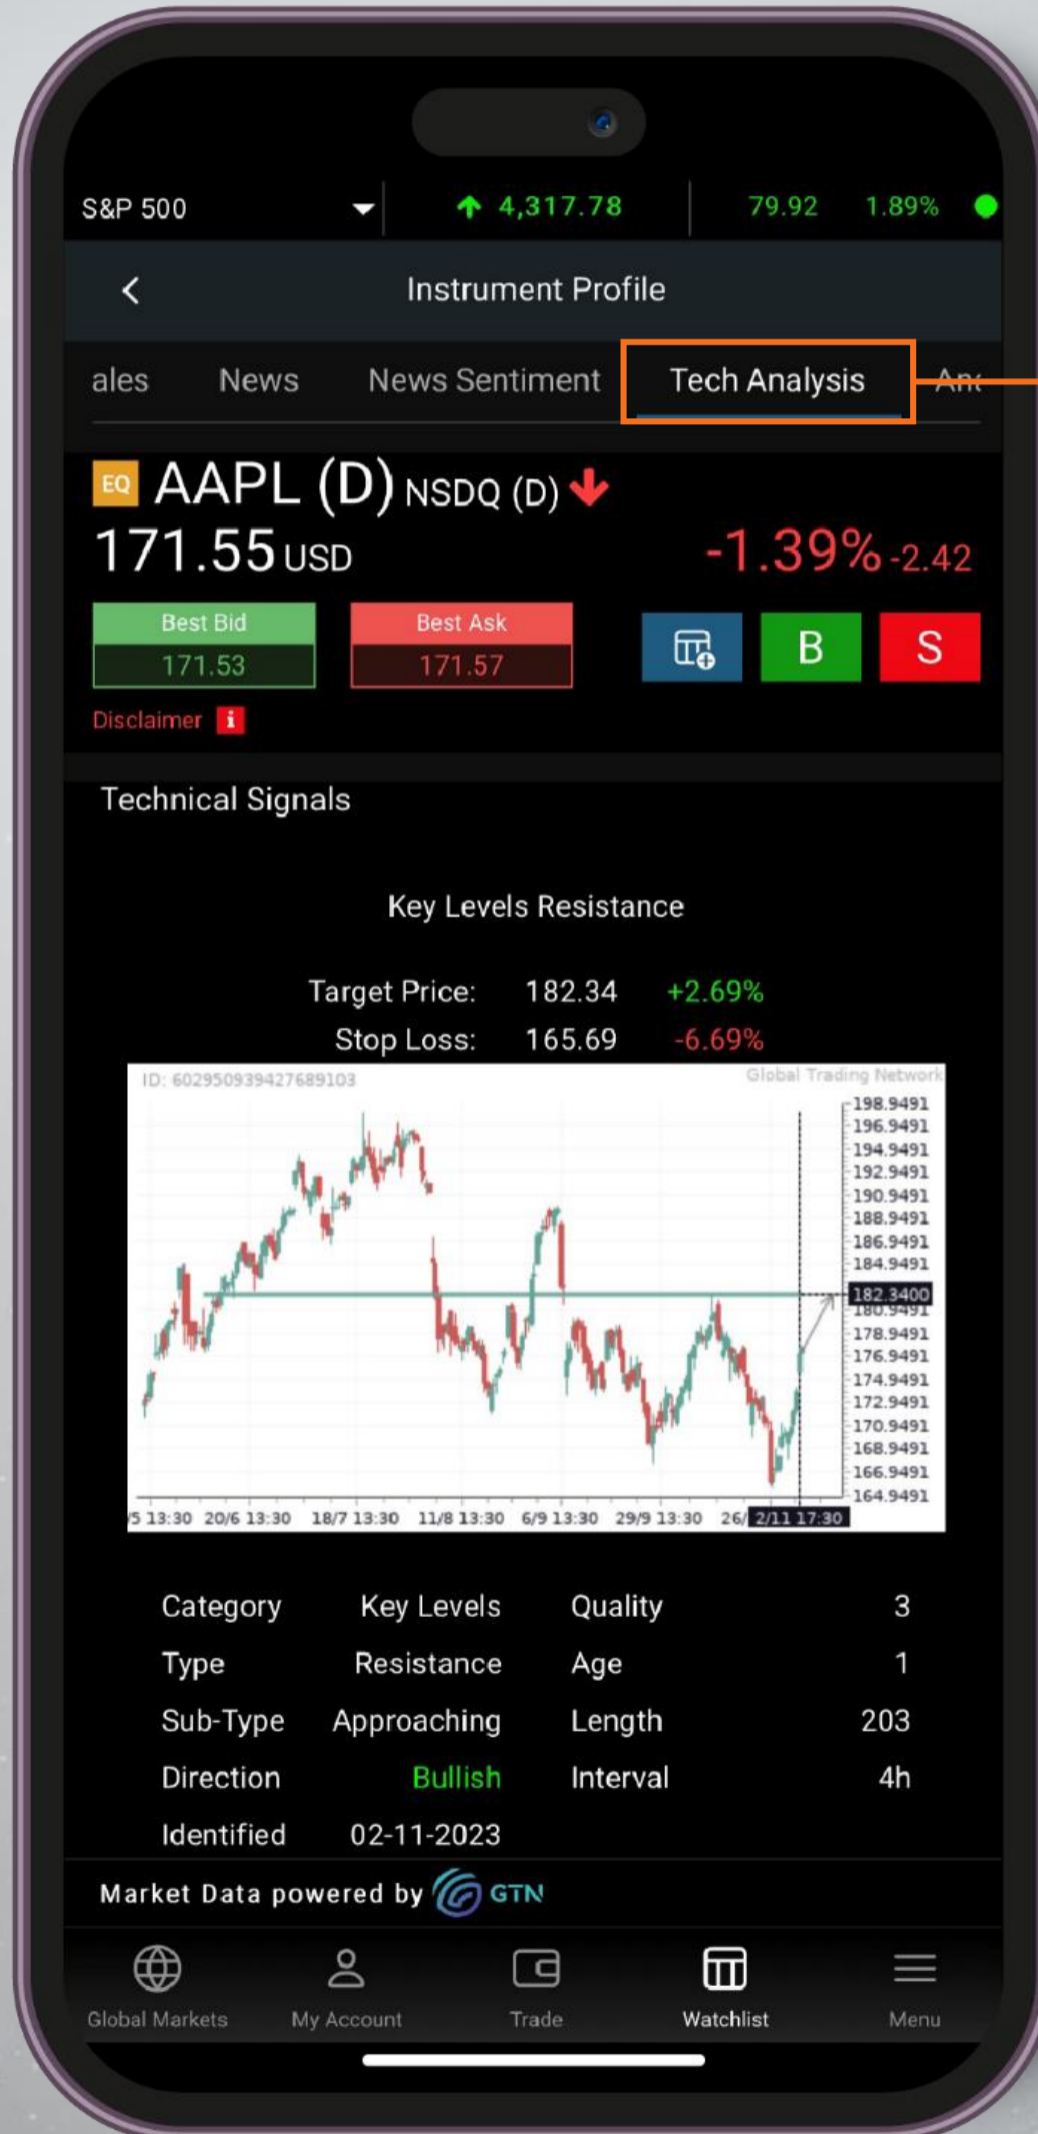 S&P 500 4,317.78 79.92 1.89%
Instrument Profile
ales News News Sentiment Tech Analysis
EQ AAPL (D) NSDQ (D)
171.55 USD -1.39% -2.42
Best Bid Best Ask
171.53 171.57 B S
Disclaimer i
Technical Signals
Key Levels Resistance
Target Price: 182.34 +2.69%
Stop Loss: 165.69 -6.69%
ID: 602950939427689103 Global Trading Network
198.9491
196.9491
194.9491
192.9491
190.9491
188.9491
186.9491
184.9491
182.3400
180.9491
178.9491
176.9491
174.9491
172.9491
170.9491
168.9491
166.9491
164.9491
/5 13:30 20/6 13:30 18/7 13:30 11/8 13:30 6/9 13:30 29/9 13:30 26/ 2/11 17:30
Category Key Levels Quality 3
Type Resistance Age 1
Sub-Type Approaching Length 203
Direction Bullish Interval 4h
Identified 02-11-2023
Market Data powered by GTN
Global Markets My Account Trade Watchlist Menu